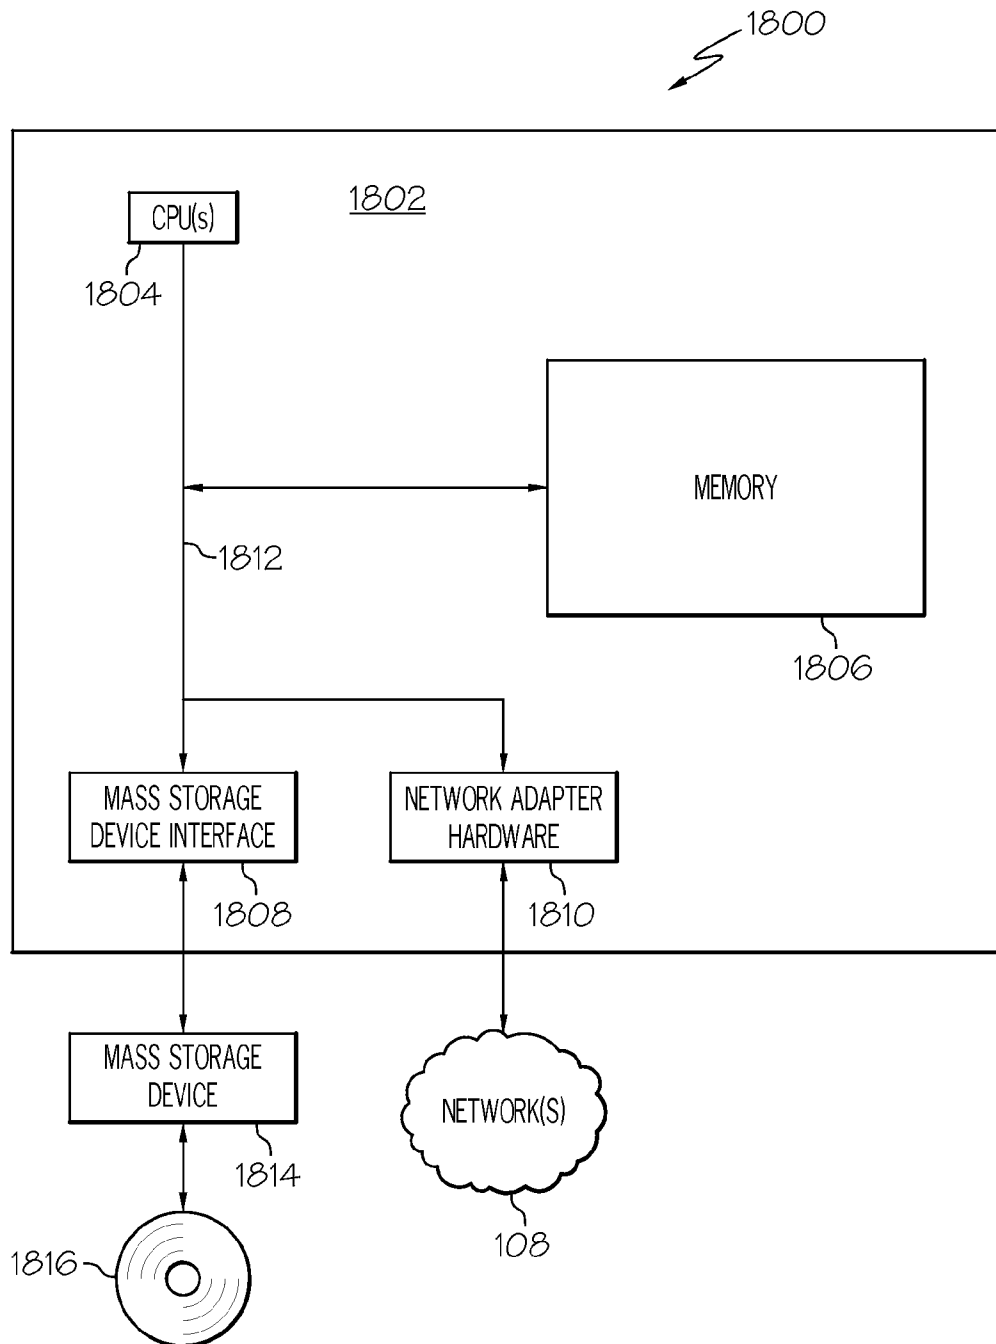 1800
1802
CPU(s)
1804
MEMORY
1812
1806
MASS STORAGE
DEVICE INTERFACE
NETWORK ADAPTER
HARDWARE
1808
1810
MASS STORAGE
DEVICE
NETWORK(S)
1814
108
1816